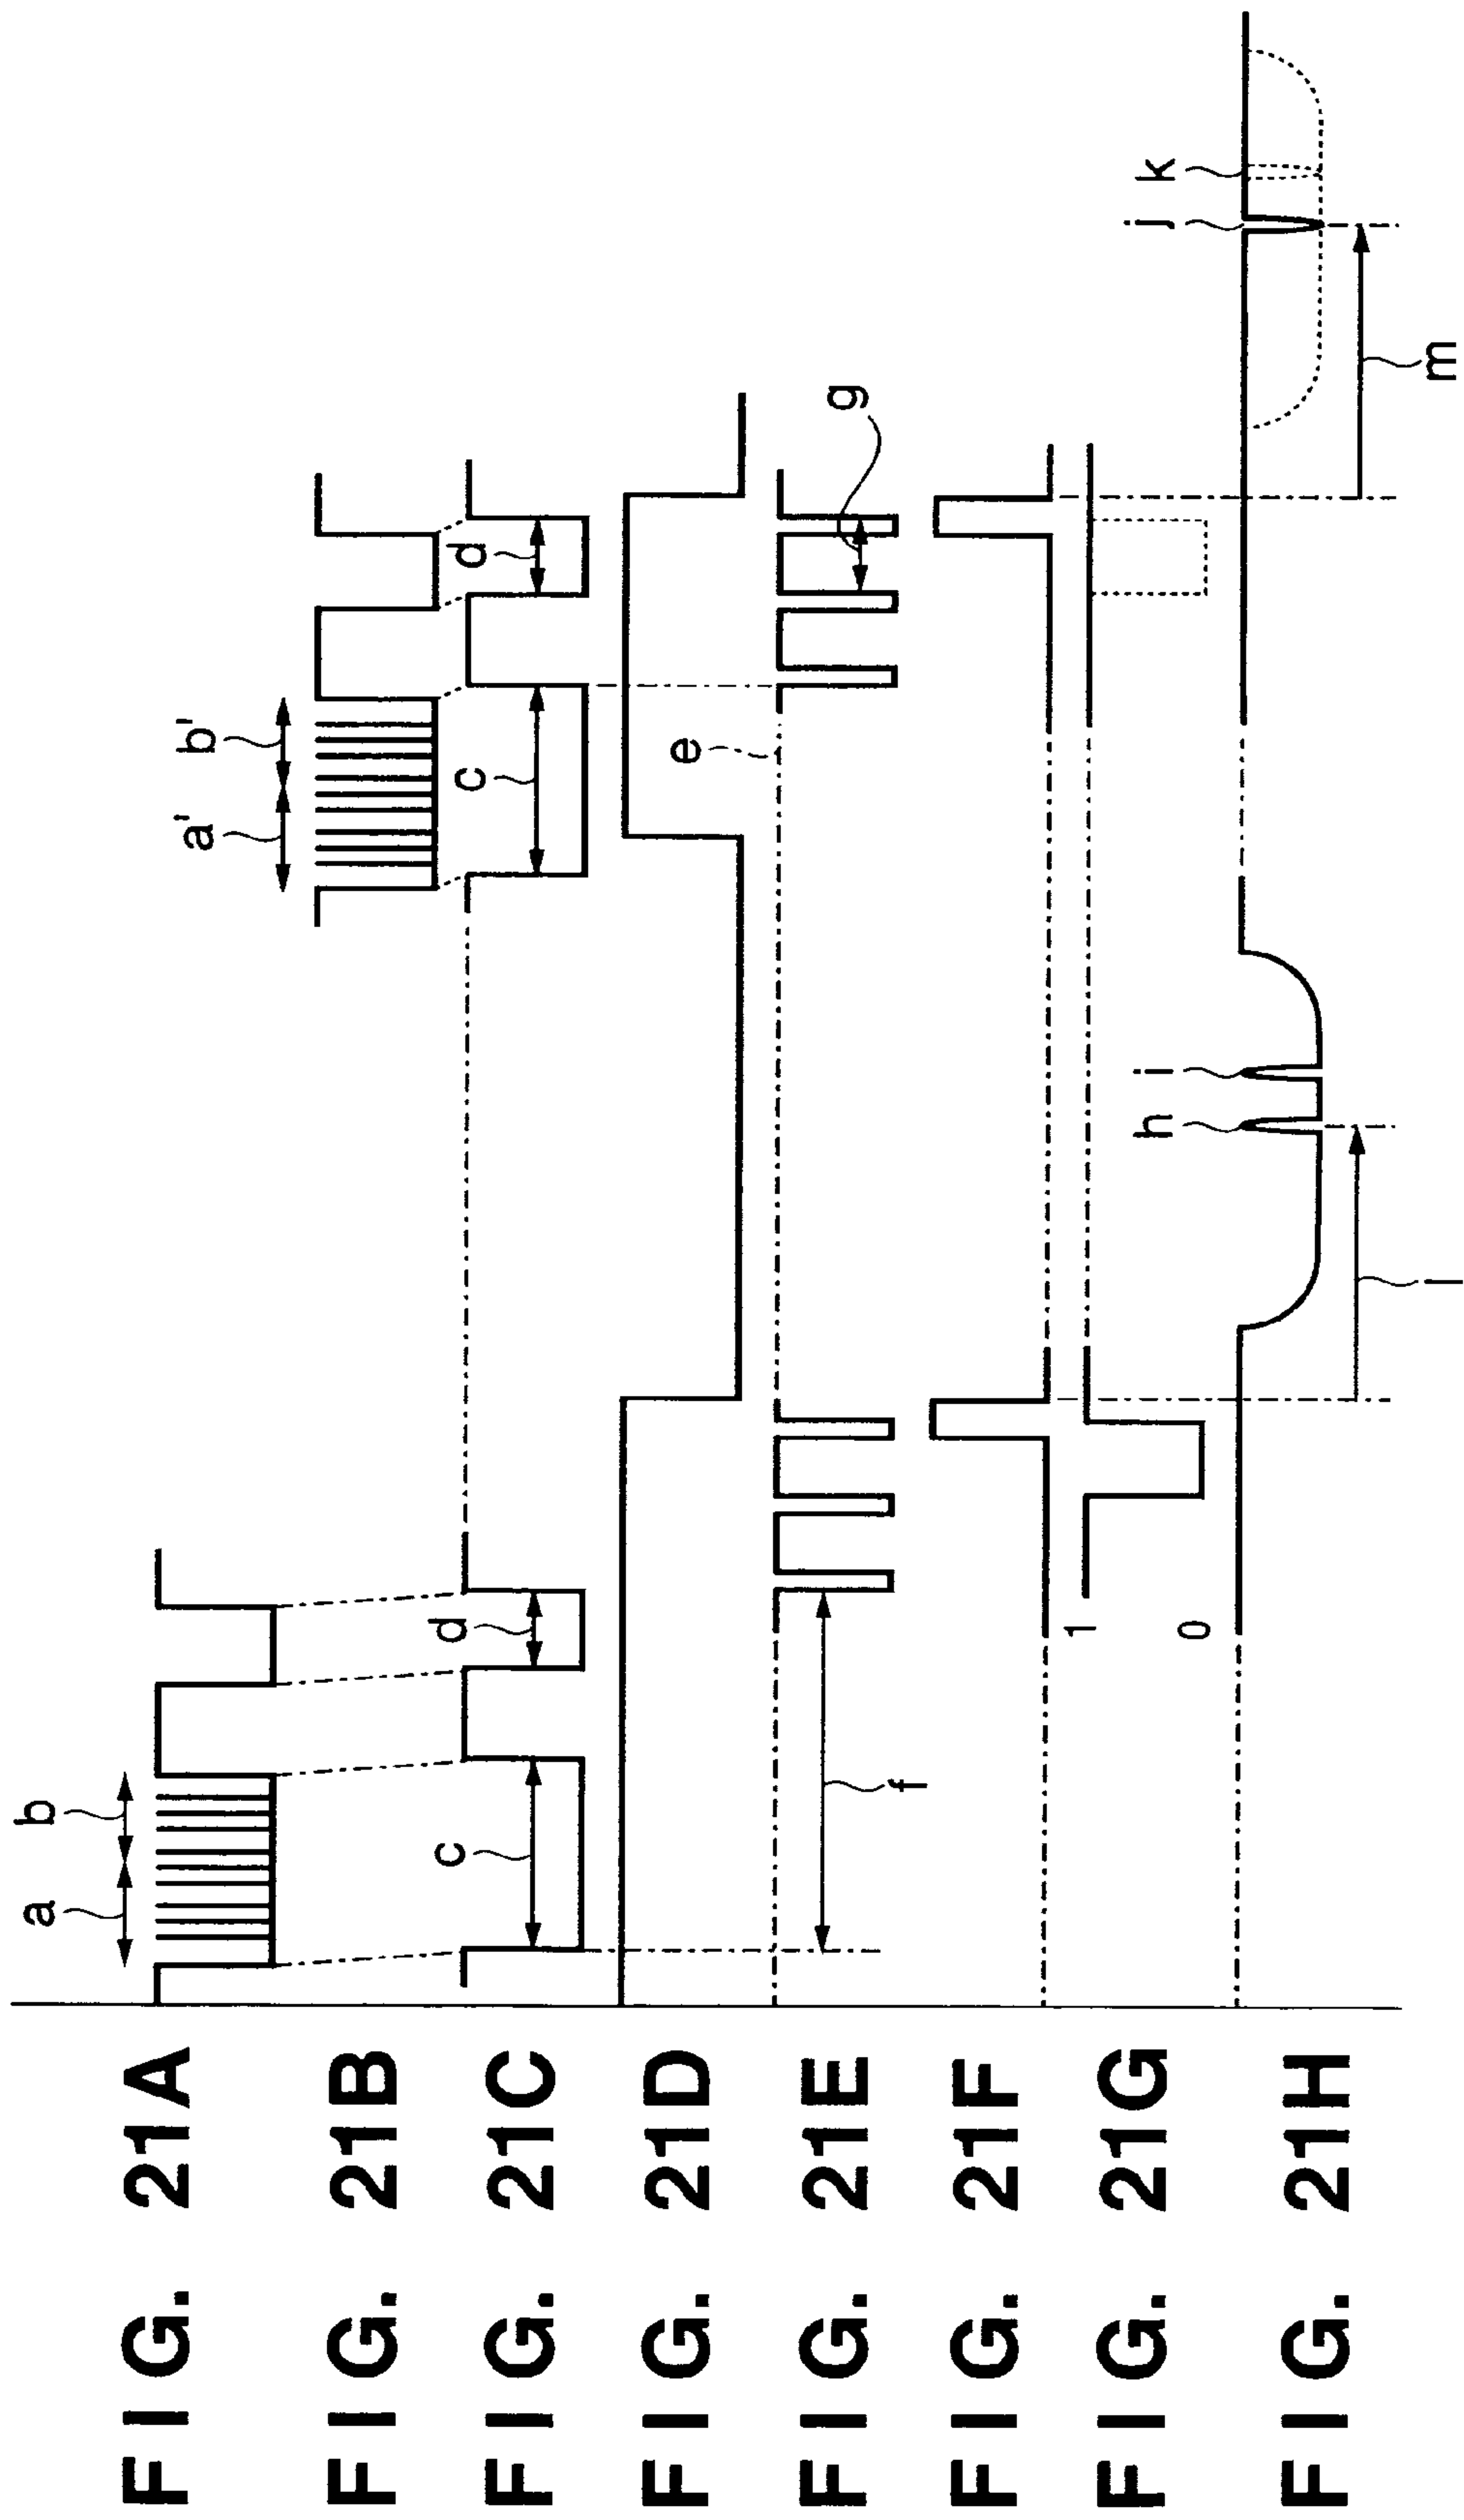 FIG. 21A
a
b
FIG. 21B
a'
b'
FIG. 21C
c
d
c
d
FIG. 21D
FIG. 21E
f
e
g
FIG. 21F
FIG. 21G
1
0
FIG. 21H
h
i
j
k
l
m